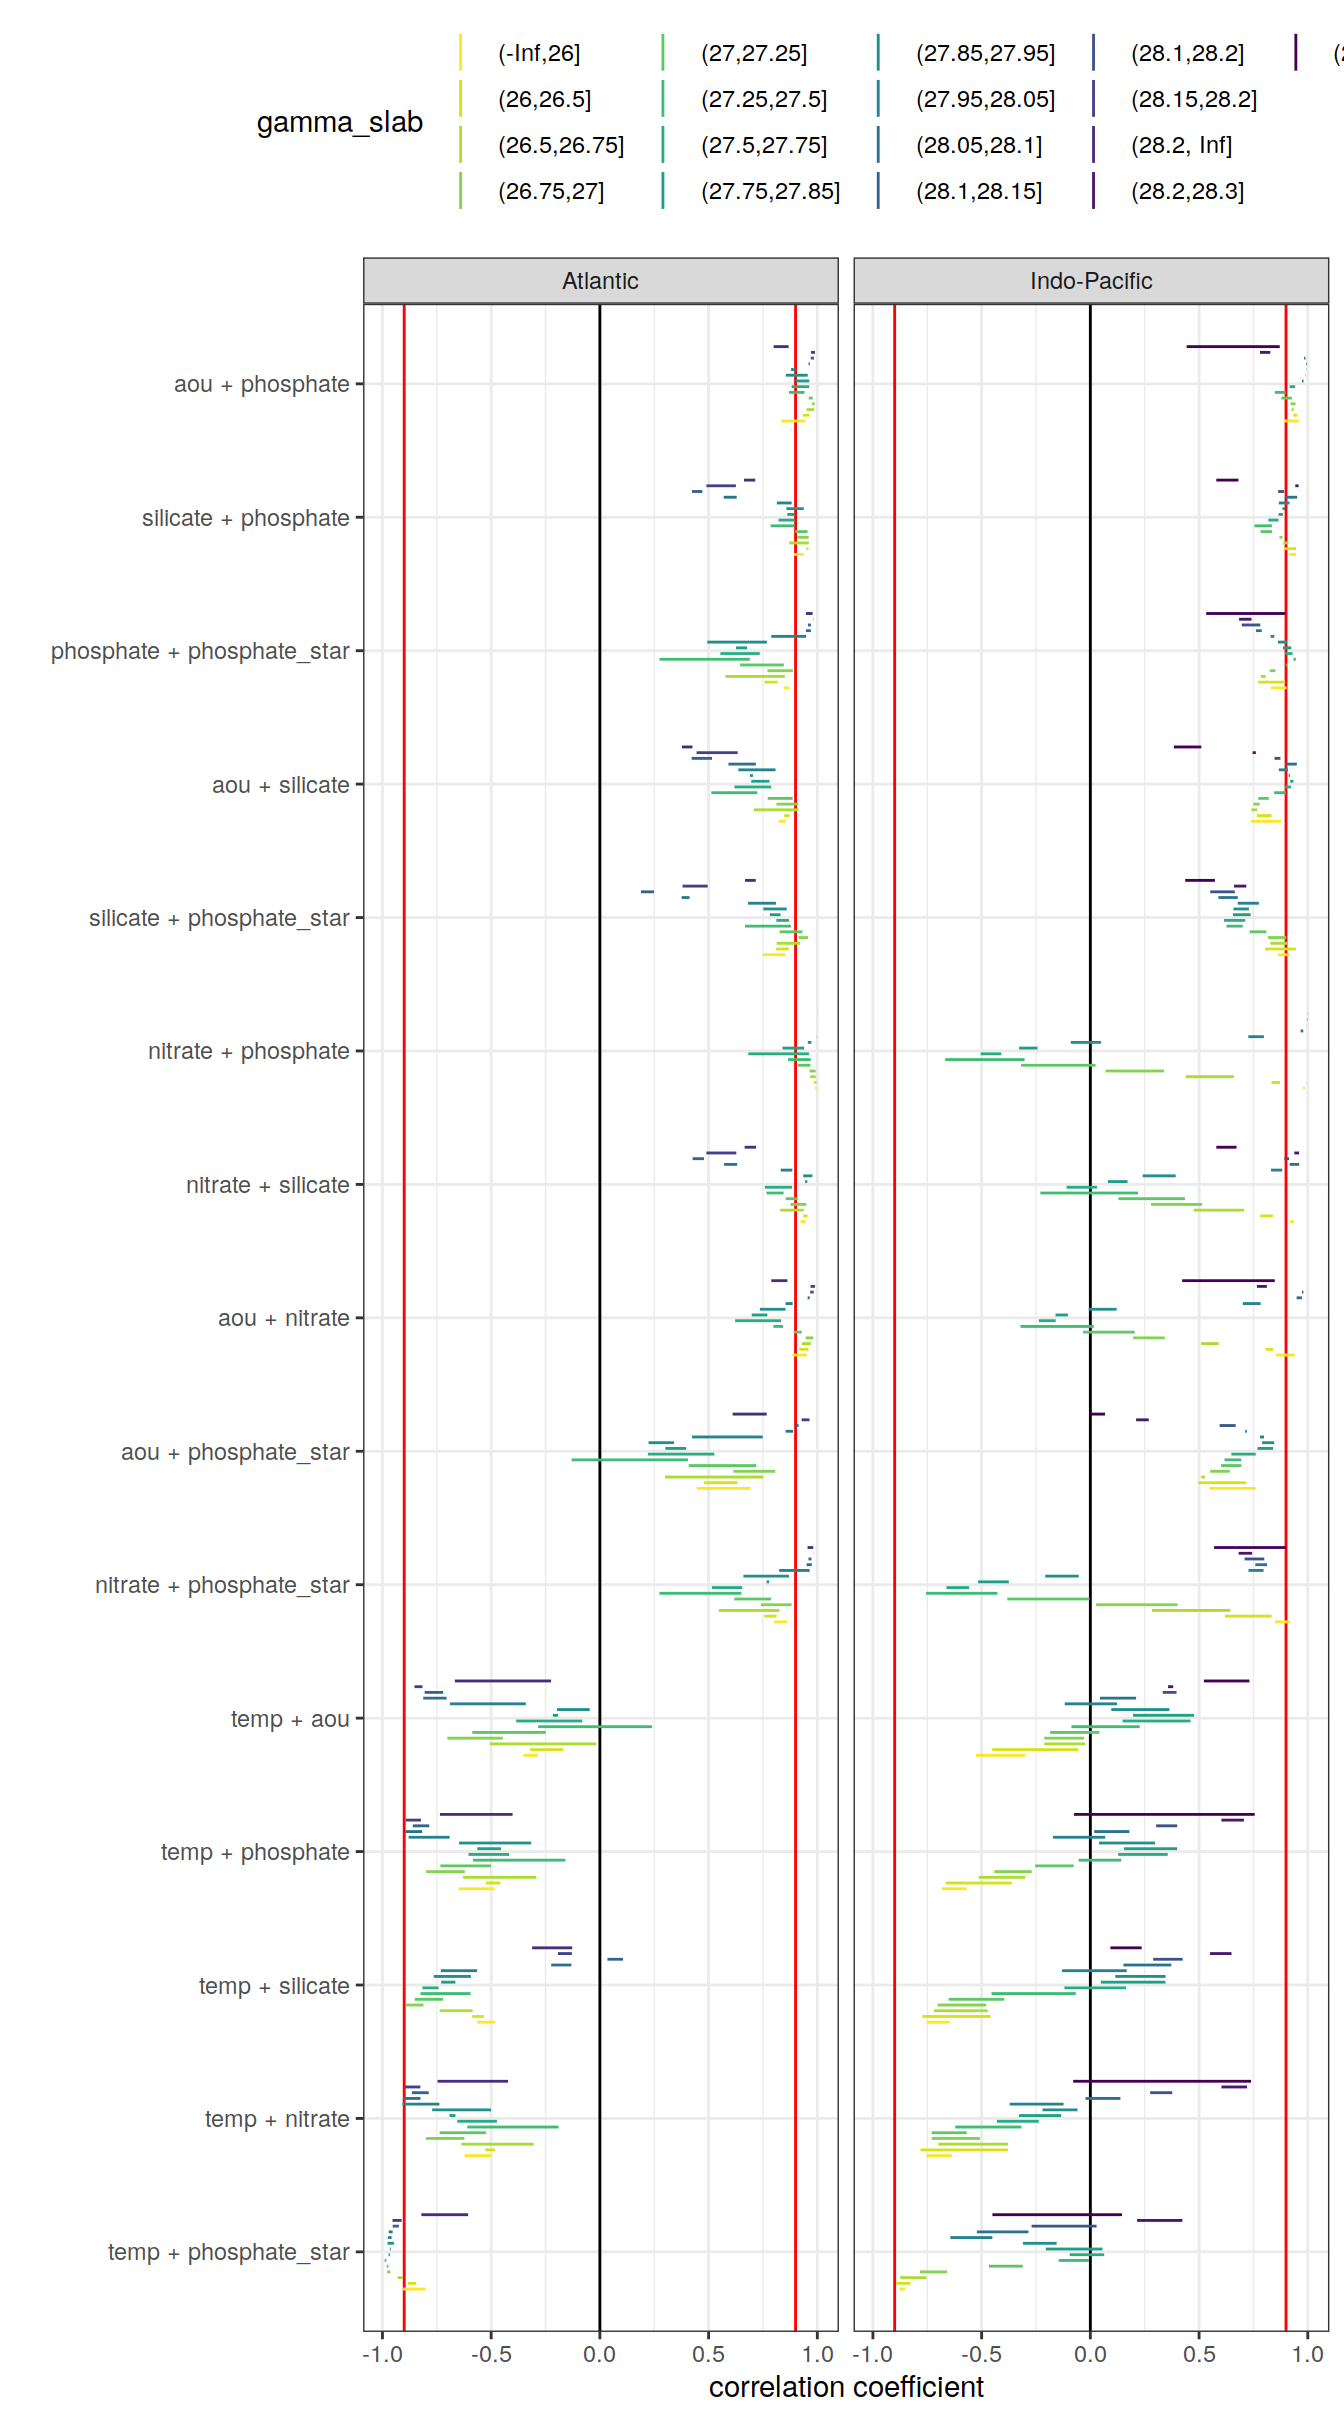 (-Inf,26] (27,27.25] (27.85,27.95] (28.1,28.2] (2
(26,26.5] (27.25,27.5] (27.95,28.05] (28.15,28.2]
gamma_slab
(26.5,26.75] (27.5,27.75] (28.05,28.1] (28.2, Inf]
(26.75,27] (27.75,27.85] (28.1,28.15] (28.2,28.3]
Atlantic Indo-Pacific
aou + phosphate
silicate + phosphate
phosphate + phosphate_star
aou + silicate
silicate + phosphate_star
nitrate + phosphate
nitrate + silicate
aou + nitrate
aou + phosphate_star
nitrate + phosphate_star
temp + aou
temp + phosphate
temp + silicate
temp + nitrate
temp + phosphate_star
-1.0 -0.5 0.0 0.5 1.0 -1.0 -0.5 0.0 0.5 1.0
correlation coefficient